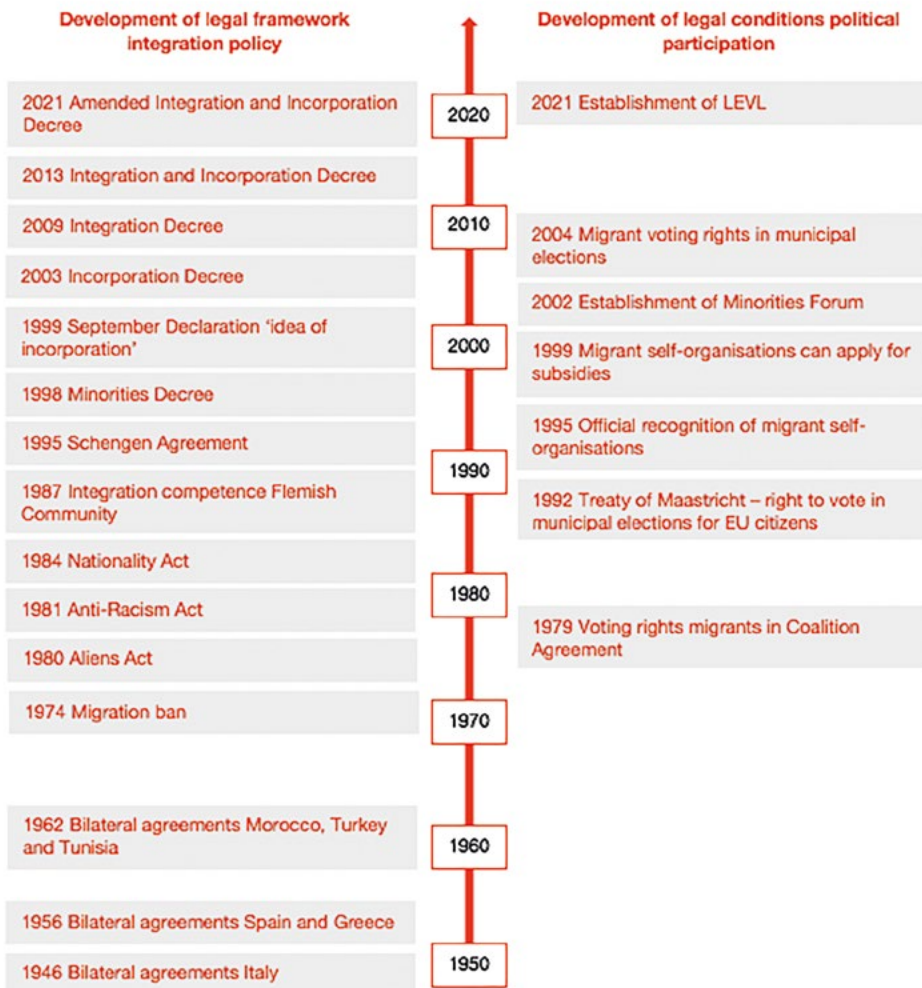 Development of legal framework
integration policy
2021 Amended Integration and Incorporation
Decree
2013 Integration and Incorporation Decree
2009 Integration Decree
2003 Incorporation Decree
1999 September Declaration ‘idea of
incorporation’
1998 Minorities Decree
1995 Schengen Agreement
1987 Integration competence Flemish
Community
1984 Nationality Act
1981 Anti-Racism Act
1980 Aliens Act
1974 Migration ban
1962 Bilateral agreements Morocco, Turkey
and Tunisia
1956 Bilateral agreements Spain and Greece
1946 Bilateral agreements Italy
2020
2010
2000
1990
1980
1970
1960
1950
Development of legal conditions political
participation
2021 Establishment of LEVL
2004 Migrant voting rights in municipal
elections
2002 Establishment of Minorities Forum
1999 Migrant self-organisations can apply for
subsidies
1995 Official recognition of migrant self-
organisations
1992 Treaty of Maastricht – right to vote in
municipal elections for EU citizens
1979 Voting rights migrants in Coalition
Agreement